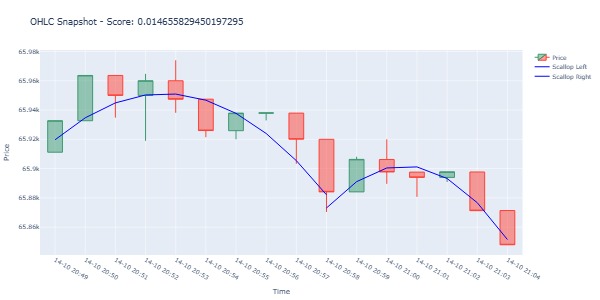 OHLC Snapshot - Score: 0.014655829450197295
65.98k
65.96k
65.94k
65.92k
65.9k
65.88k
65.86k
Price
14-10 20:49
14-10 20:50
14-10 20:51
14-10 20:52
14-10 20:53
14-10 20:54
14-10 20:55
14-10 20:56
14-10 20:57
14-10 20:58
14-10 20:59
14-10 21:00
14-10 21:01
14-10 21:02
14-10 21:03
14-10 21:04
Time
Price
Scallop Left
Scallop Right